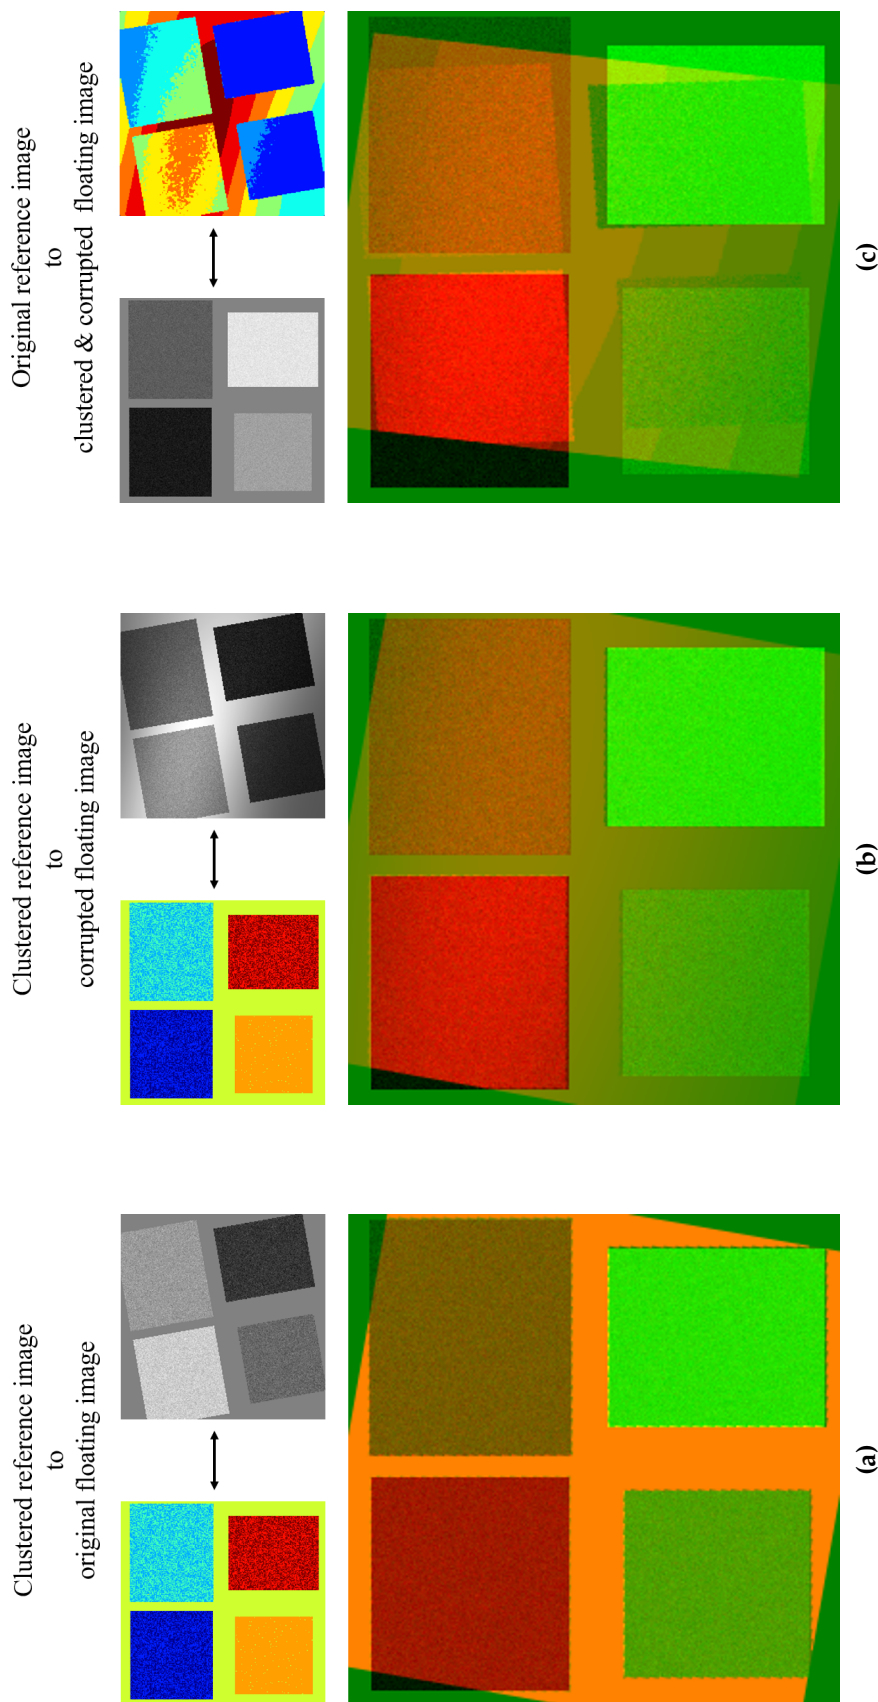 Clustered reference image
to
original floating image
(a)
Clustered reference image
to
corrupted floating image
(b)
Original reference image
to
clustered & corrupted floating image
(c)